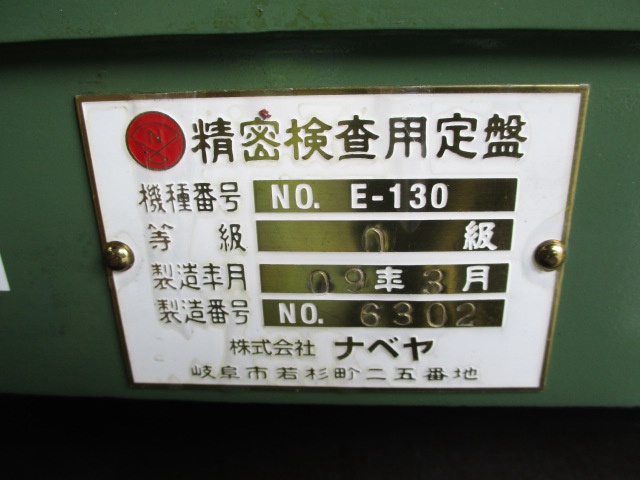 N
精密検査用定盤
機種番号 NO. E-130
等級 0 級
製造年月 09年3月
製造番号 NO. 6302
株式会社 ナベヤ
岐阜市若杉町二五番地